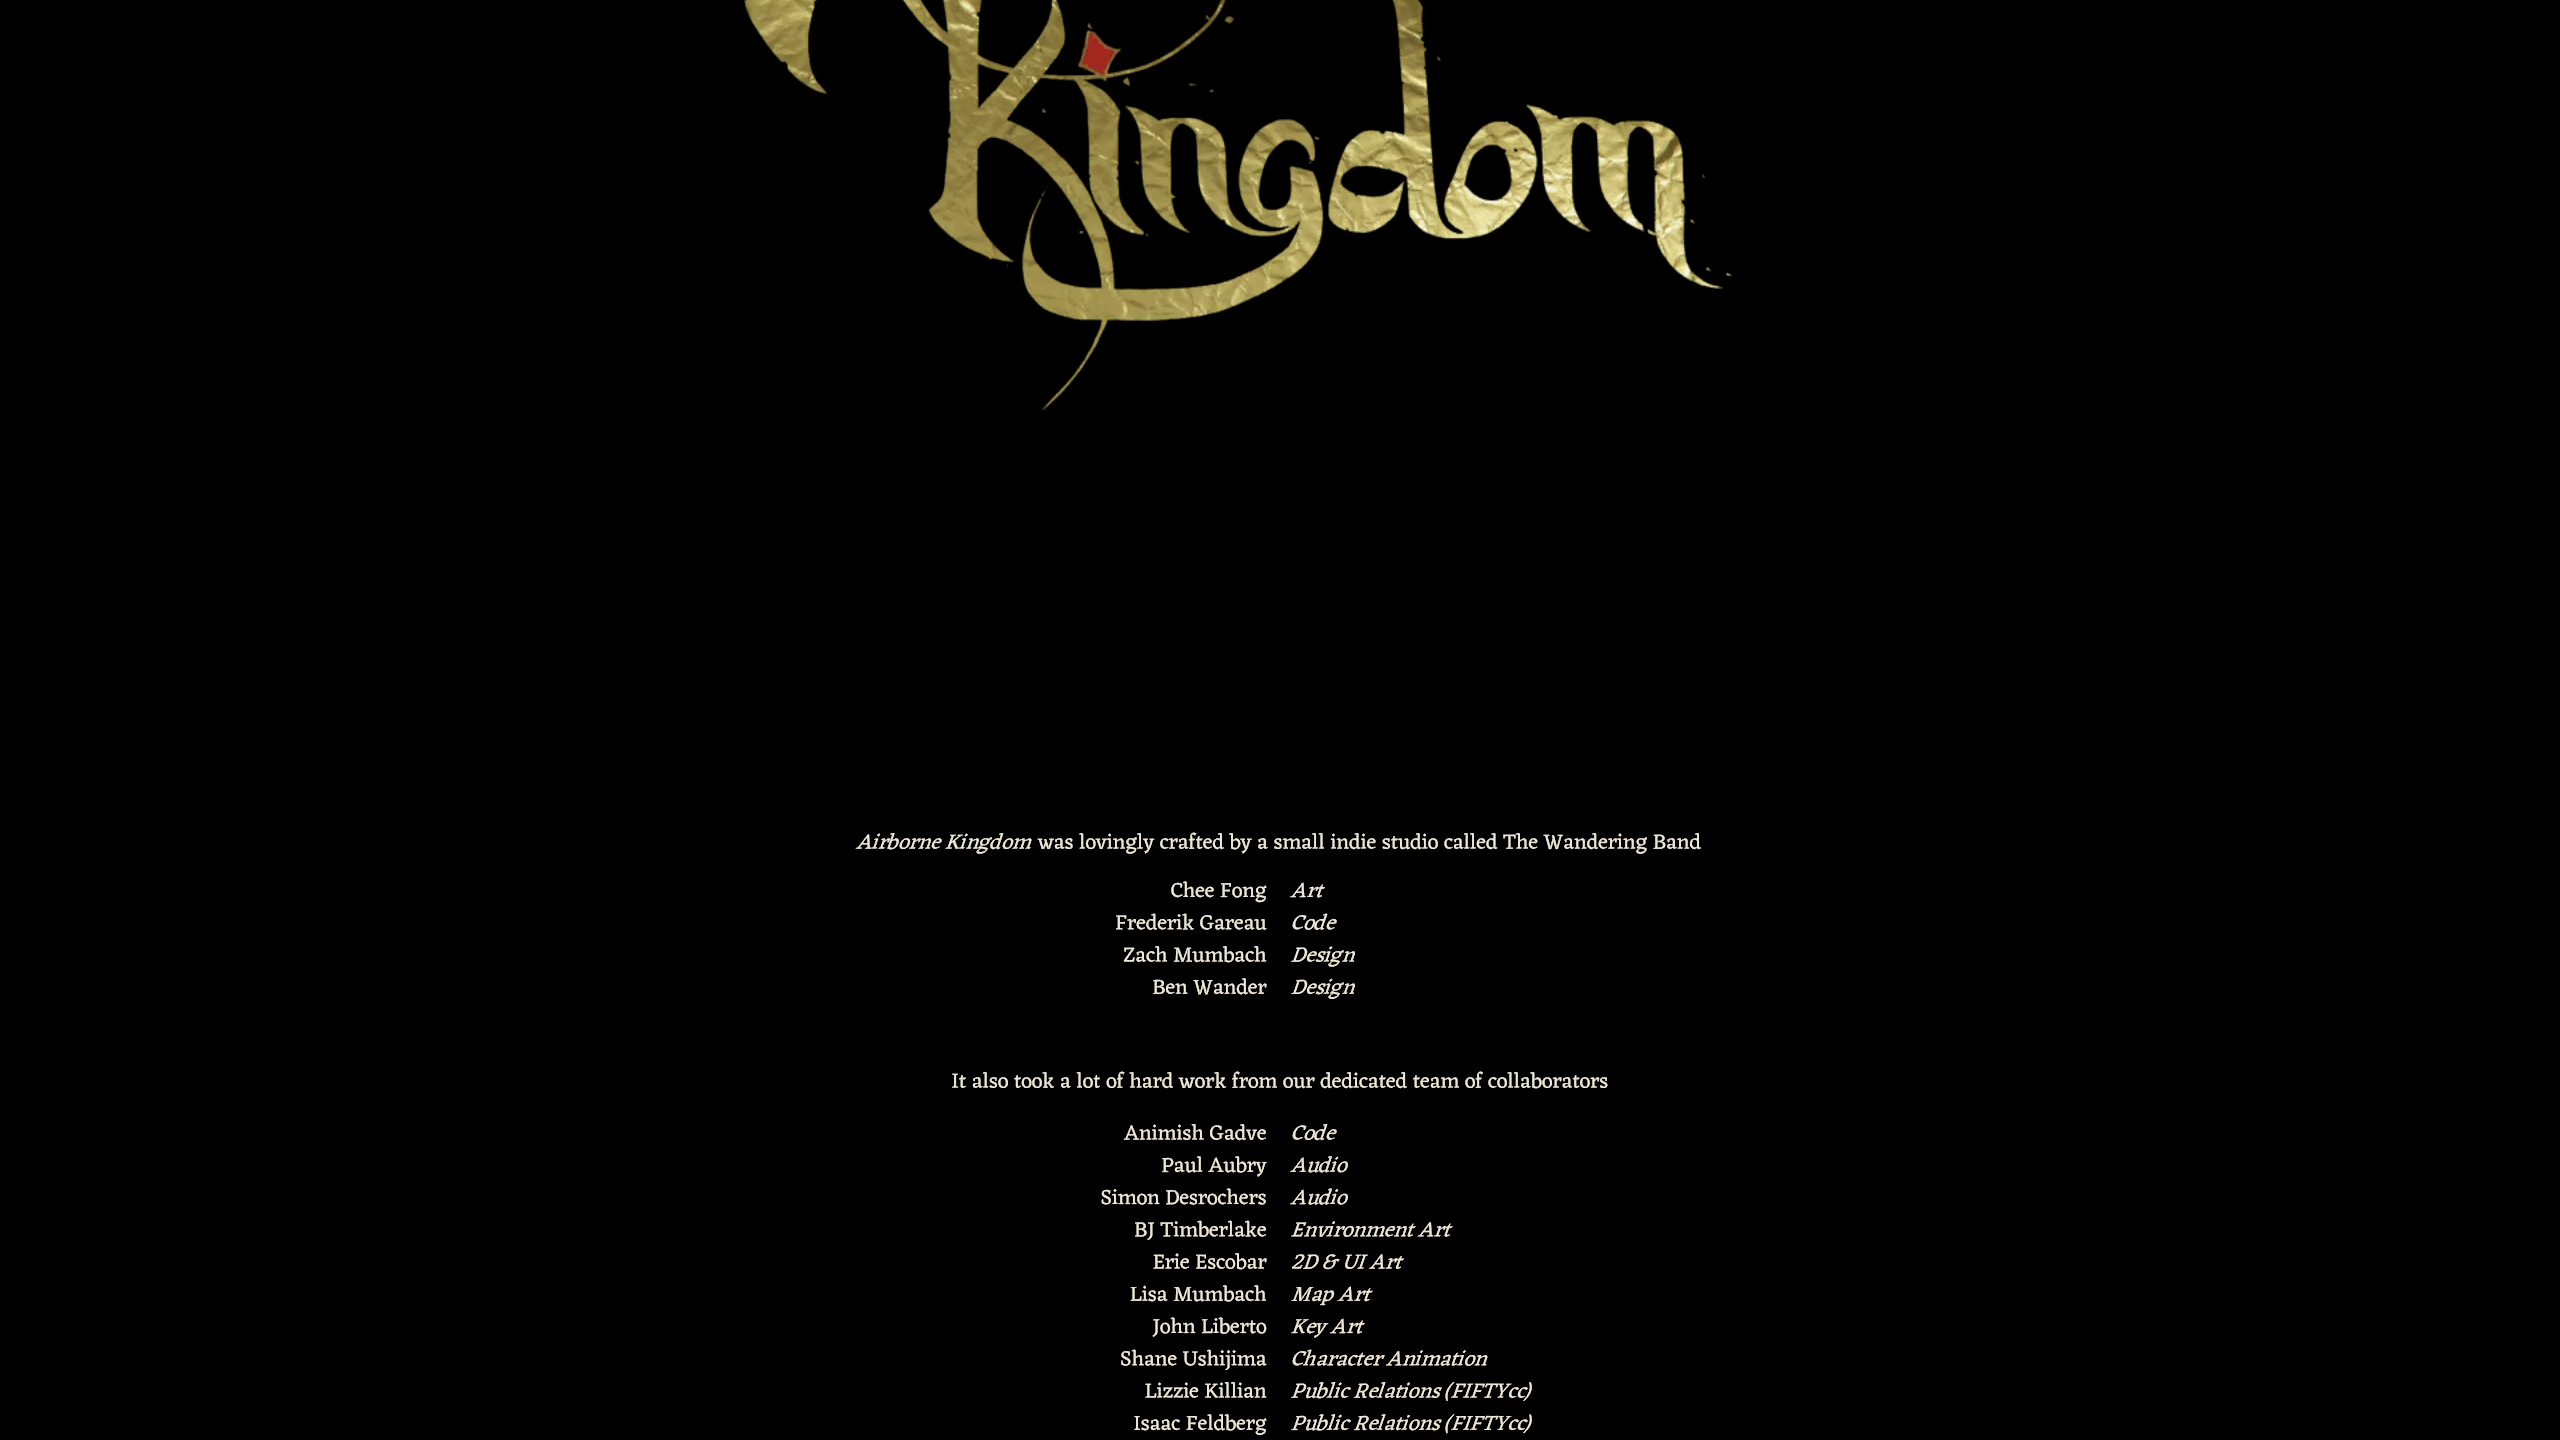 Kingdom
Airborne Kingdom was lovingly crafted by a small indie studio called The Wandering Band
Chee Fong Art
Frederik Gareau Code
Zach Mumbach Design
Ben Wander Design
It also took a lot of hard work from our dedicated team of collaborators
Animish Gadve Code
Paul Aubry Audio
Simon Desrochers Audio
BJ Timberlake Environment Art
Erie Escobar 2D & UI Art
Lisa Mumbach Map Art
John Liberto Key Art
Shane Ushijima Character Animation
Lizzie Killian Public Relations (FIFTYcc)
Isaac Feldberg Public Relations (FIFTYcc)